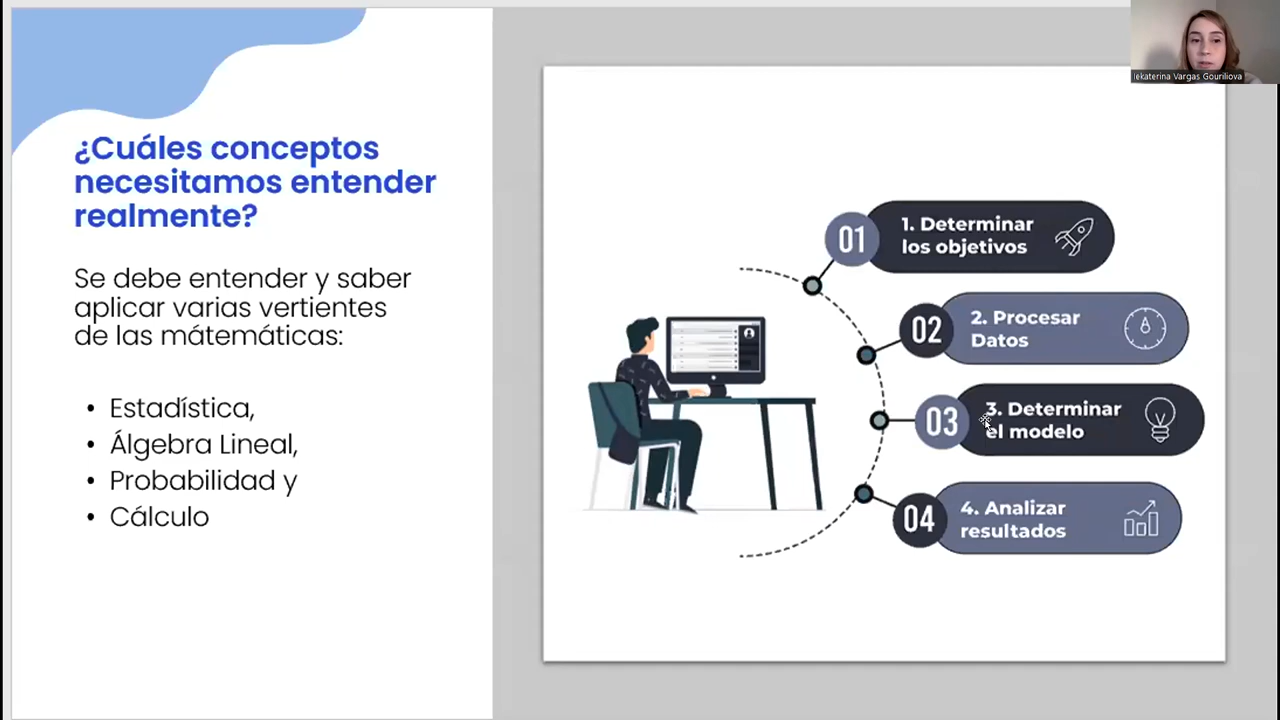 ¿Cuáles conceptos
necesitamos entender
realmente?
Se debe entender y saber
aplicar varias vertientes
de las mátemáticas:
• Estadística,
• Álgebra Lineal,
• Probabilidad y
• Cálculo
01
1. Determinar
los objetivos
02
2. Procesar
Datos
03
3. Determinar
el modelo
04
4. Analizar
resultados
Iekaterina Vargas Gouriliova